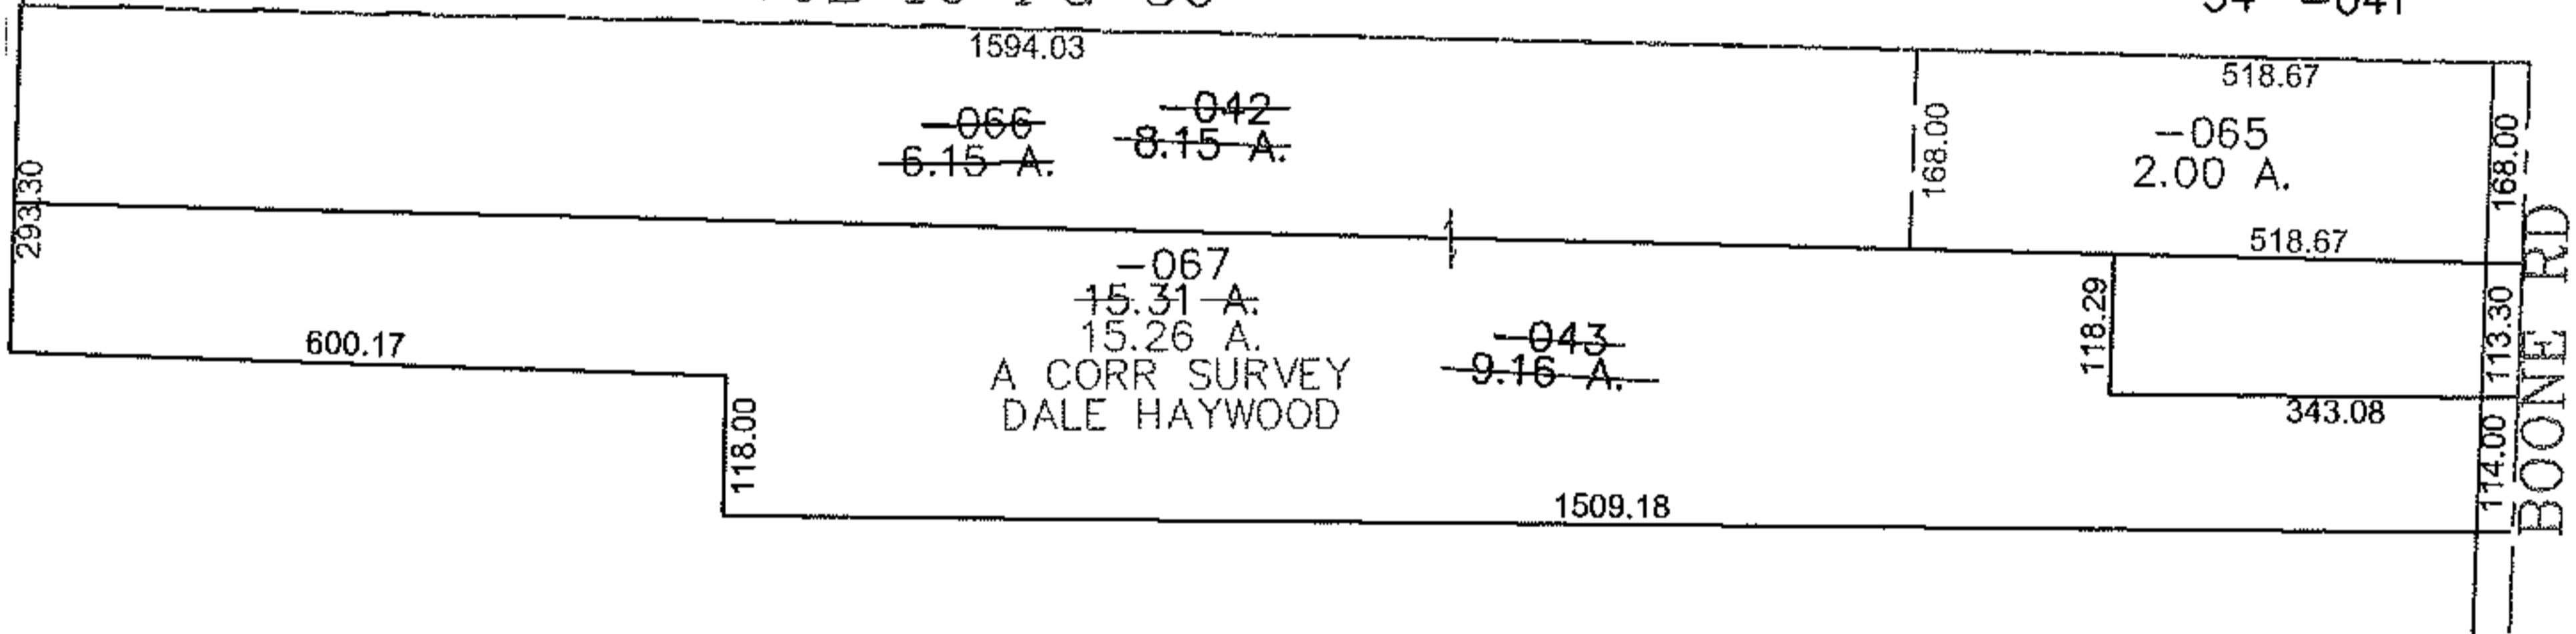 1594.03
518.67
-066
6.15 A.
-042
8.15 A.
168.00
-065
2.00 A.
168.00
293.30
518.67
-067
15.31 A.
15.26 A.
A CORR SURVEY
DALE HAYWOOD
600.17
-043
9.16 A.
118.29
113.30
343.08
118.00
114.00
1509.18
BOONE RD